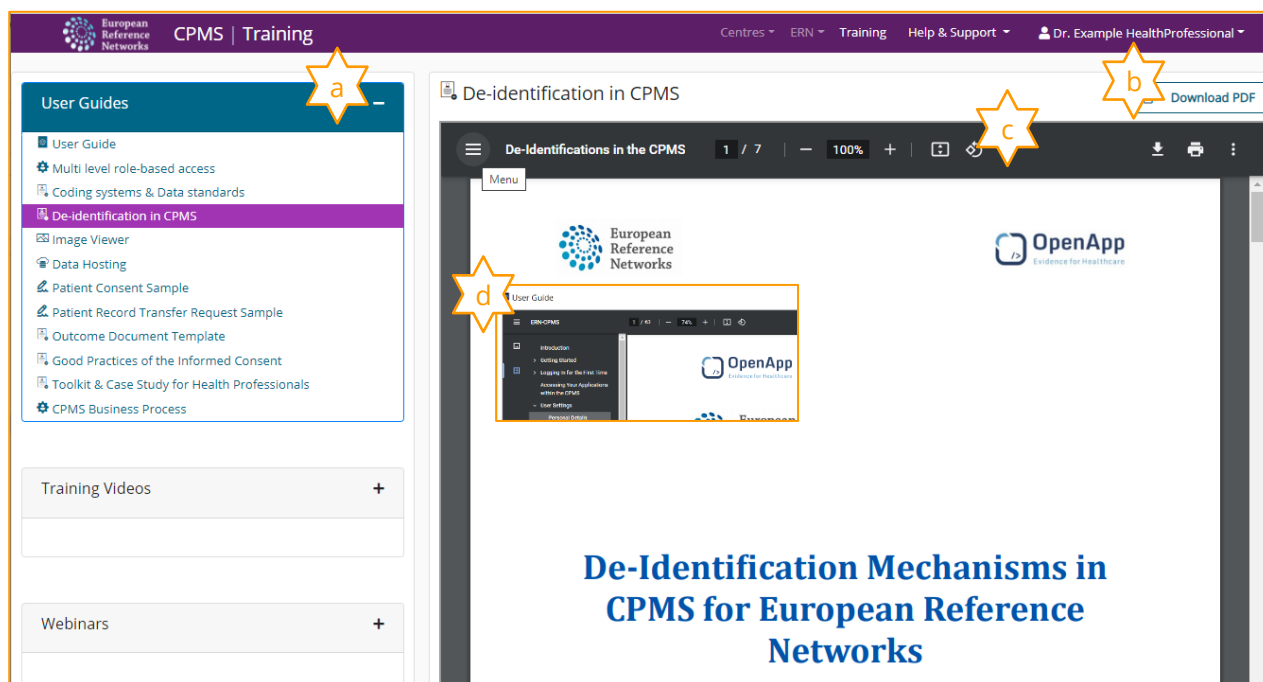 European
Reference
Networks
CPMS | Training
Centres
ERN
Training
Help & Support
Dr. Example HealthProfessional
a
b
c
d
User Guides
User Guide
Multi level role-based access
Coding systems & Data standards
De-identification in CPMS
Image Viewer
Data Hosting
Patient Consent Sample
Patient Record Transfer Request Sample
Outcome Document Template
Good Practices of the Informed Consent
Toolkit & Case Study for Health Professionals
CPMS Business Process
Training Videos
Webinars
De-identification in CPMS
Download PDF
De-Identifications in the CPMS
1 / 7
100%
Menu
European
Reference
Networks
OpenApp
Evidence for Healthcare
User Guide
ERN-CPMS
1 / 63
74%
Introduction
Getting Started
Logging in for the First Time
Accessing Your Applications
within the CPMS
User Settings
Personal Details
OpenApp
Evidence for Healthcare
European
De-Identification Mechanisms in
CPMS for European Reference
Networks